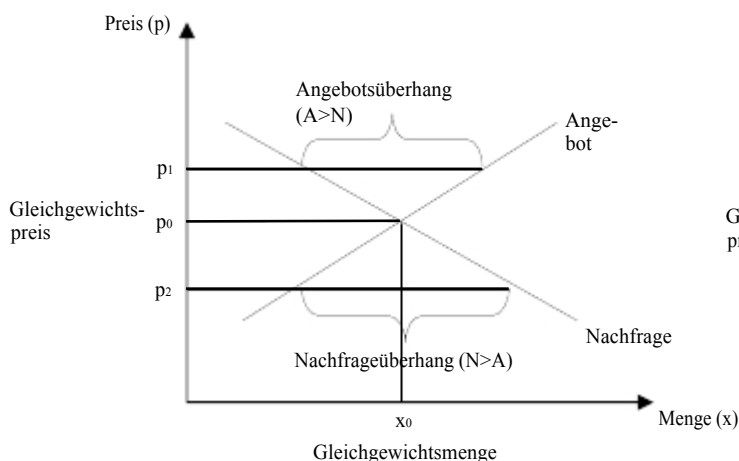 Preis (p)
Angebotsüberhang
(A>N)
Ange-
bot
p1
Gleichgewichts-
preis
p0
G
p
p2
Nachfrage
Nachfrageüberhang (N>A)
x0
Menge (x)
Gleichgewichtsmenge